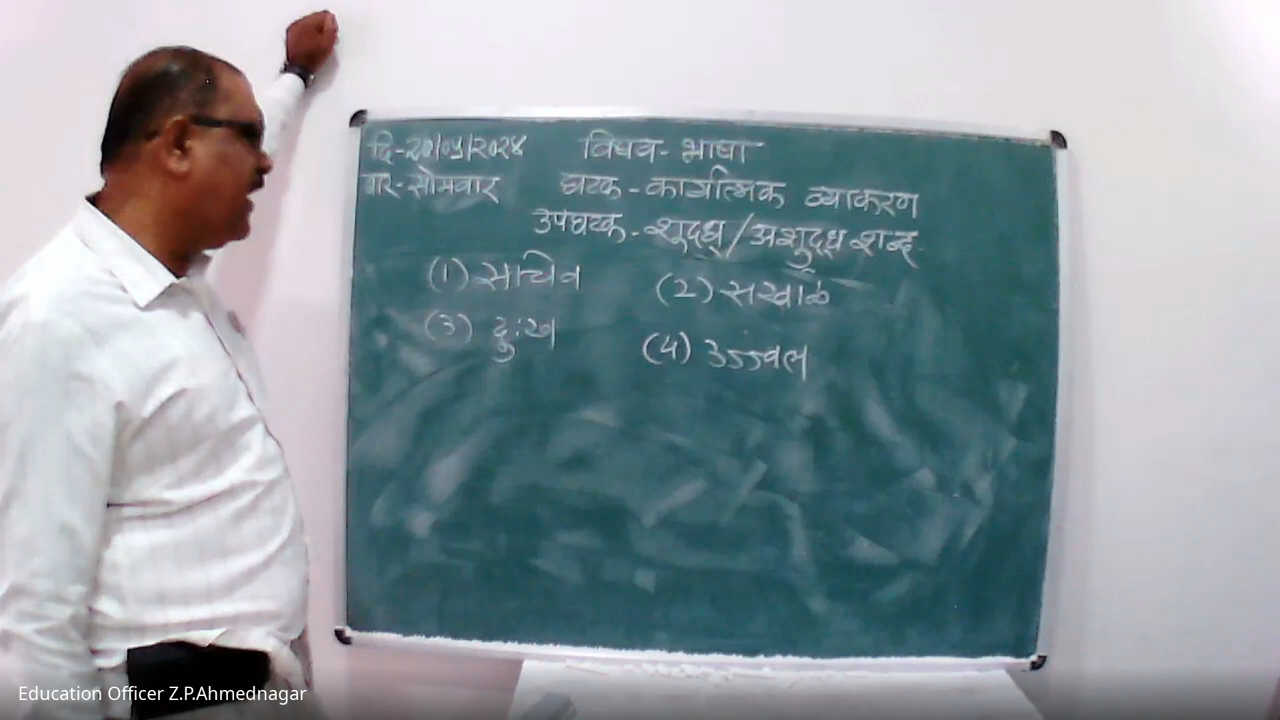 दि-२०/०५/२०२४ विषय- भाषा
वार-सोमवार घटक-कार्यात्मक व्याकरण
उपघटक-शुद्ध/अशुद्ध शब्द
(1) साचिव (2) सखाळ
(3) दुःख (4) उज्जवल
Education Officer Z.P.Ahmednagar